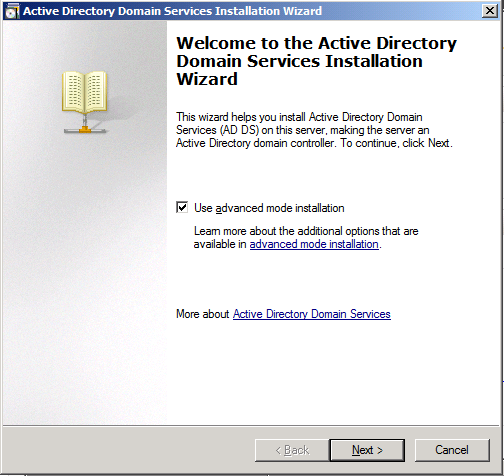 Active Directory Domain Services Installation Wizard
Welcome to the Active Directory
Domain Services Installation
Wizard
This wizard helps you install Active Directory Domain
Services (AD DS) on this server, making the server an
Active Directory domain controller. To continue, click Next.
Use advanced mode installation
Learn more about the additional options that are
available in advanced mode installation.
More about Active Directory Domain Services
< Back
Next >
Cancel